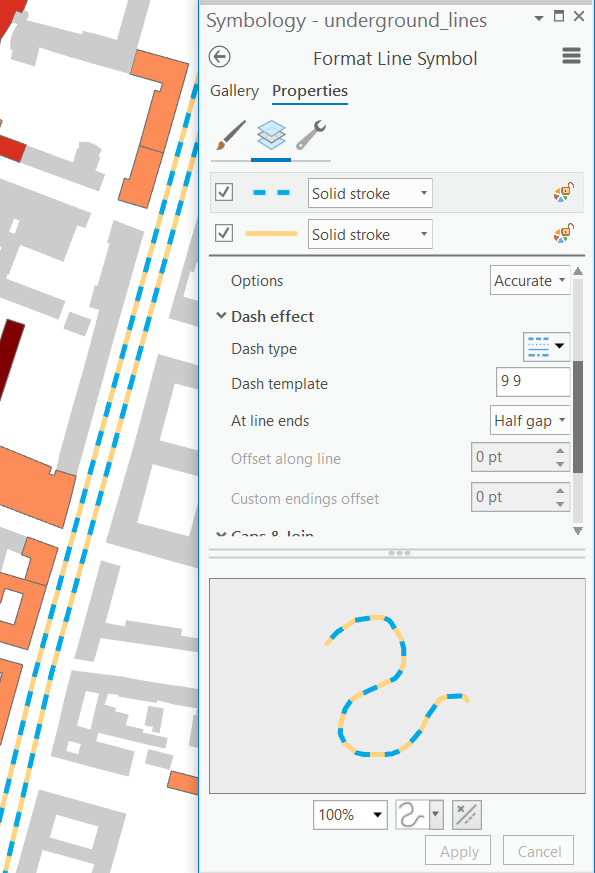 Symbology - underground_lines
Format Line Symbol
Gallery Properties
Solid stroke
Solid stroke
Options Accurate
Dash effect
Dash type
Dash template 9 9
At line ends Half gap
Offset along line 0 pt
Custom endings offset 0 pt
Caps & Join
100%
Apply Cancel